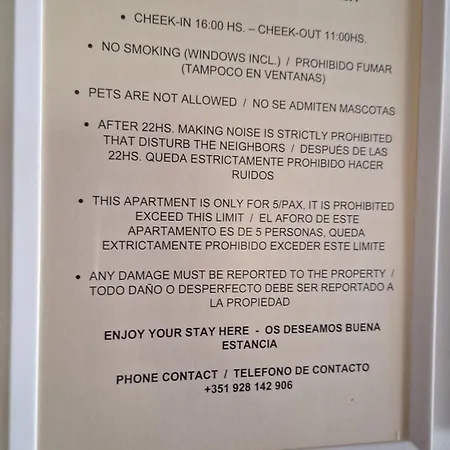 • CHEEK-IN 16:00 HS. – CHEEK-OUT 11:00HS.
• NO SMOKING (WINDOWS INCL.) / PROHIBIDO FUMAR
(TAMPOCO EN VENTANAS)
• PETS ARE NOT ALLOWED / NO SE ADMITEN MASCOTAS
• AFTER 22HS. MAKING NOISE IS STRICTLY PROHIBITED
THAT DISTURB THE NEIGHBORS / DESPUÉS DE LAS
22HS. QUEDA ESTRICTAMENTE PROHIBIDO HACER
RUIDOS
• THIS APARTMENT IS ONLY FOR 5/PAX, IT IS PROHIBITED
EXCEED THIS LIMIT / EL AFORO DE ESTE
APARTAMENTO ES DE 5 PERSONAS, QUEDA
EXTRICTAMENTE PROHIBIDO EXCEDER ESTE LIMITE
• ANY DAMAGE MUST BE REPORTED TO THE PROPERTY /
TODO DAÑO O DESPERFECTO DEBE SER REPORTADO A
LA PROPIEDAD
ENJOY YOUR STAY HERE - OS DESEAMOS BUENA
ESTANCIA
PHONE CONTACT / TELEFONO DE CONTACTO
+351 928 142 906